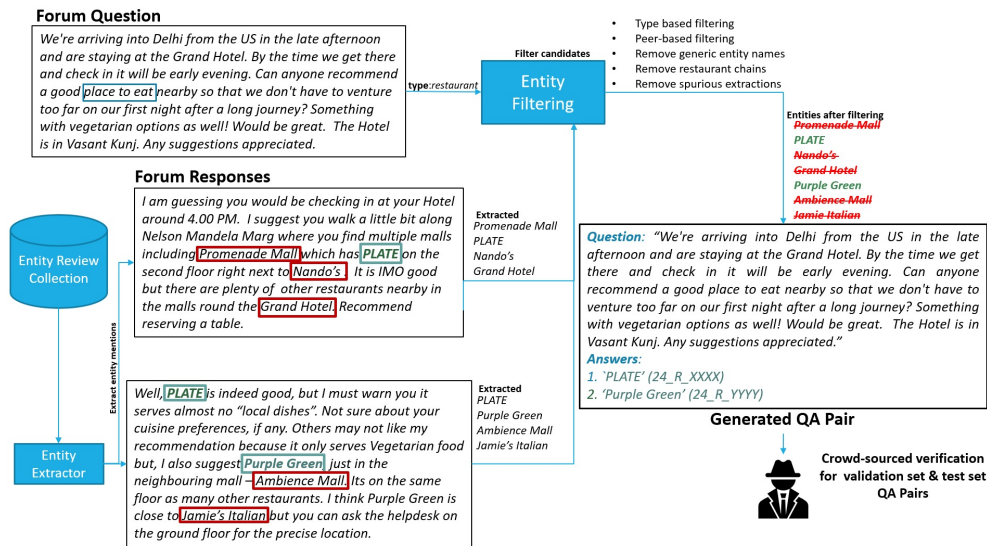 Forum Question
We're arriving into Delhi from the US in the late afternoon
and are staying at the Grand Hotel. By the time we get there
and check in it will be early evening. Can anyone recommend
a good place to eat nearby so that we don't have to venture
too far on our first night after a long journey? Something
with vegetarian options as well! Would be great. The Hotel
is in Vasant Kunj. Any suggestions appreciated.
type:restaurant
Filter candidates
Entity
Filtering
• Type based filtering
• Peer-based filtering
• Remove generic entity names
• Remove restaurant chains
• Remove spurious extractions
Entities after filtering
Promenade Mall
PLATE
Nando's
Grand Hotel
Purple Green
Ambience Mall
Jamie Italian
Forum Responses
I am guessing you would be checking in at your Hotel
around 4.00 PM. I suggest you walk a little bit along
Nelson Mandela Marg where you find multiple malls
including Promenade Mall which has PLATE on the
second floor right next to Nando's . It is IMO good
but there are plenty of other restaurants nearby in
the malls round the Grand Hotel. Recommend
reserving a table.
Extracted
Promenade Mall
PLATE
Nando's
Grand Hotel
Entity Review
Collection
Extract entity mentions
Entity
Extractor
Well, PLATE is indeed good, but I must warn you it
serves almost no "local dishes". Not sure about your
cuisine preferences, if any. Others may not like my
recommendation because it only serves Vegetarian food
but, I also suggest Purple Green, just in the
neighbouring mall – Ambience Mall. Its on the same
floor as many other restaurants. I think Purple Green is
close to Jamie's Italian but you can ask the helpdesk on
the ground floor for the precise location.
Extracted
PLATE
Purple Green
Ambience Mall
Jamie's Italian
Question: "We're arriving into Delhi from the US in the late
afternoon and are staying at the Grand Hotel. By the time we get
there and check in it will be early evening. Can anyone
recommend a good place to eat nearby so that we don't have to
venture too far on our first night after a long journey? Something
with vegetarian options as well! Would be great. The Hotel is in
Vasant Kunj. Any suggestions appreciated."
Answers:
1. `PLATE' (24_R_XXXX)
2. 'Purple Green' (24_R_YYYY)
Generated QA Pair
Crowd-sourced verification
for validation set & test set
QA Pairs